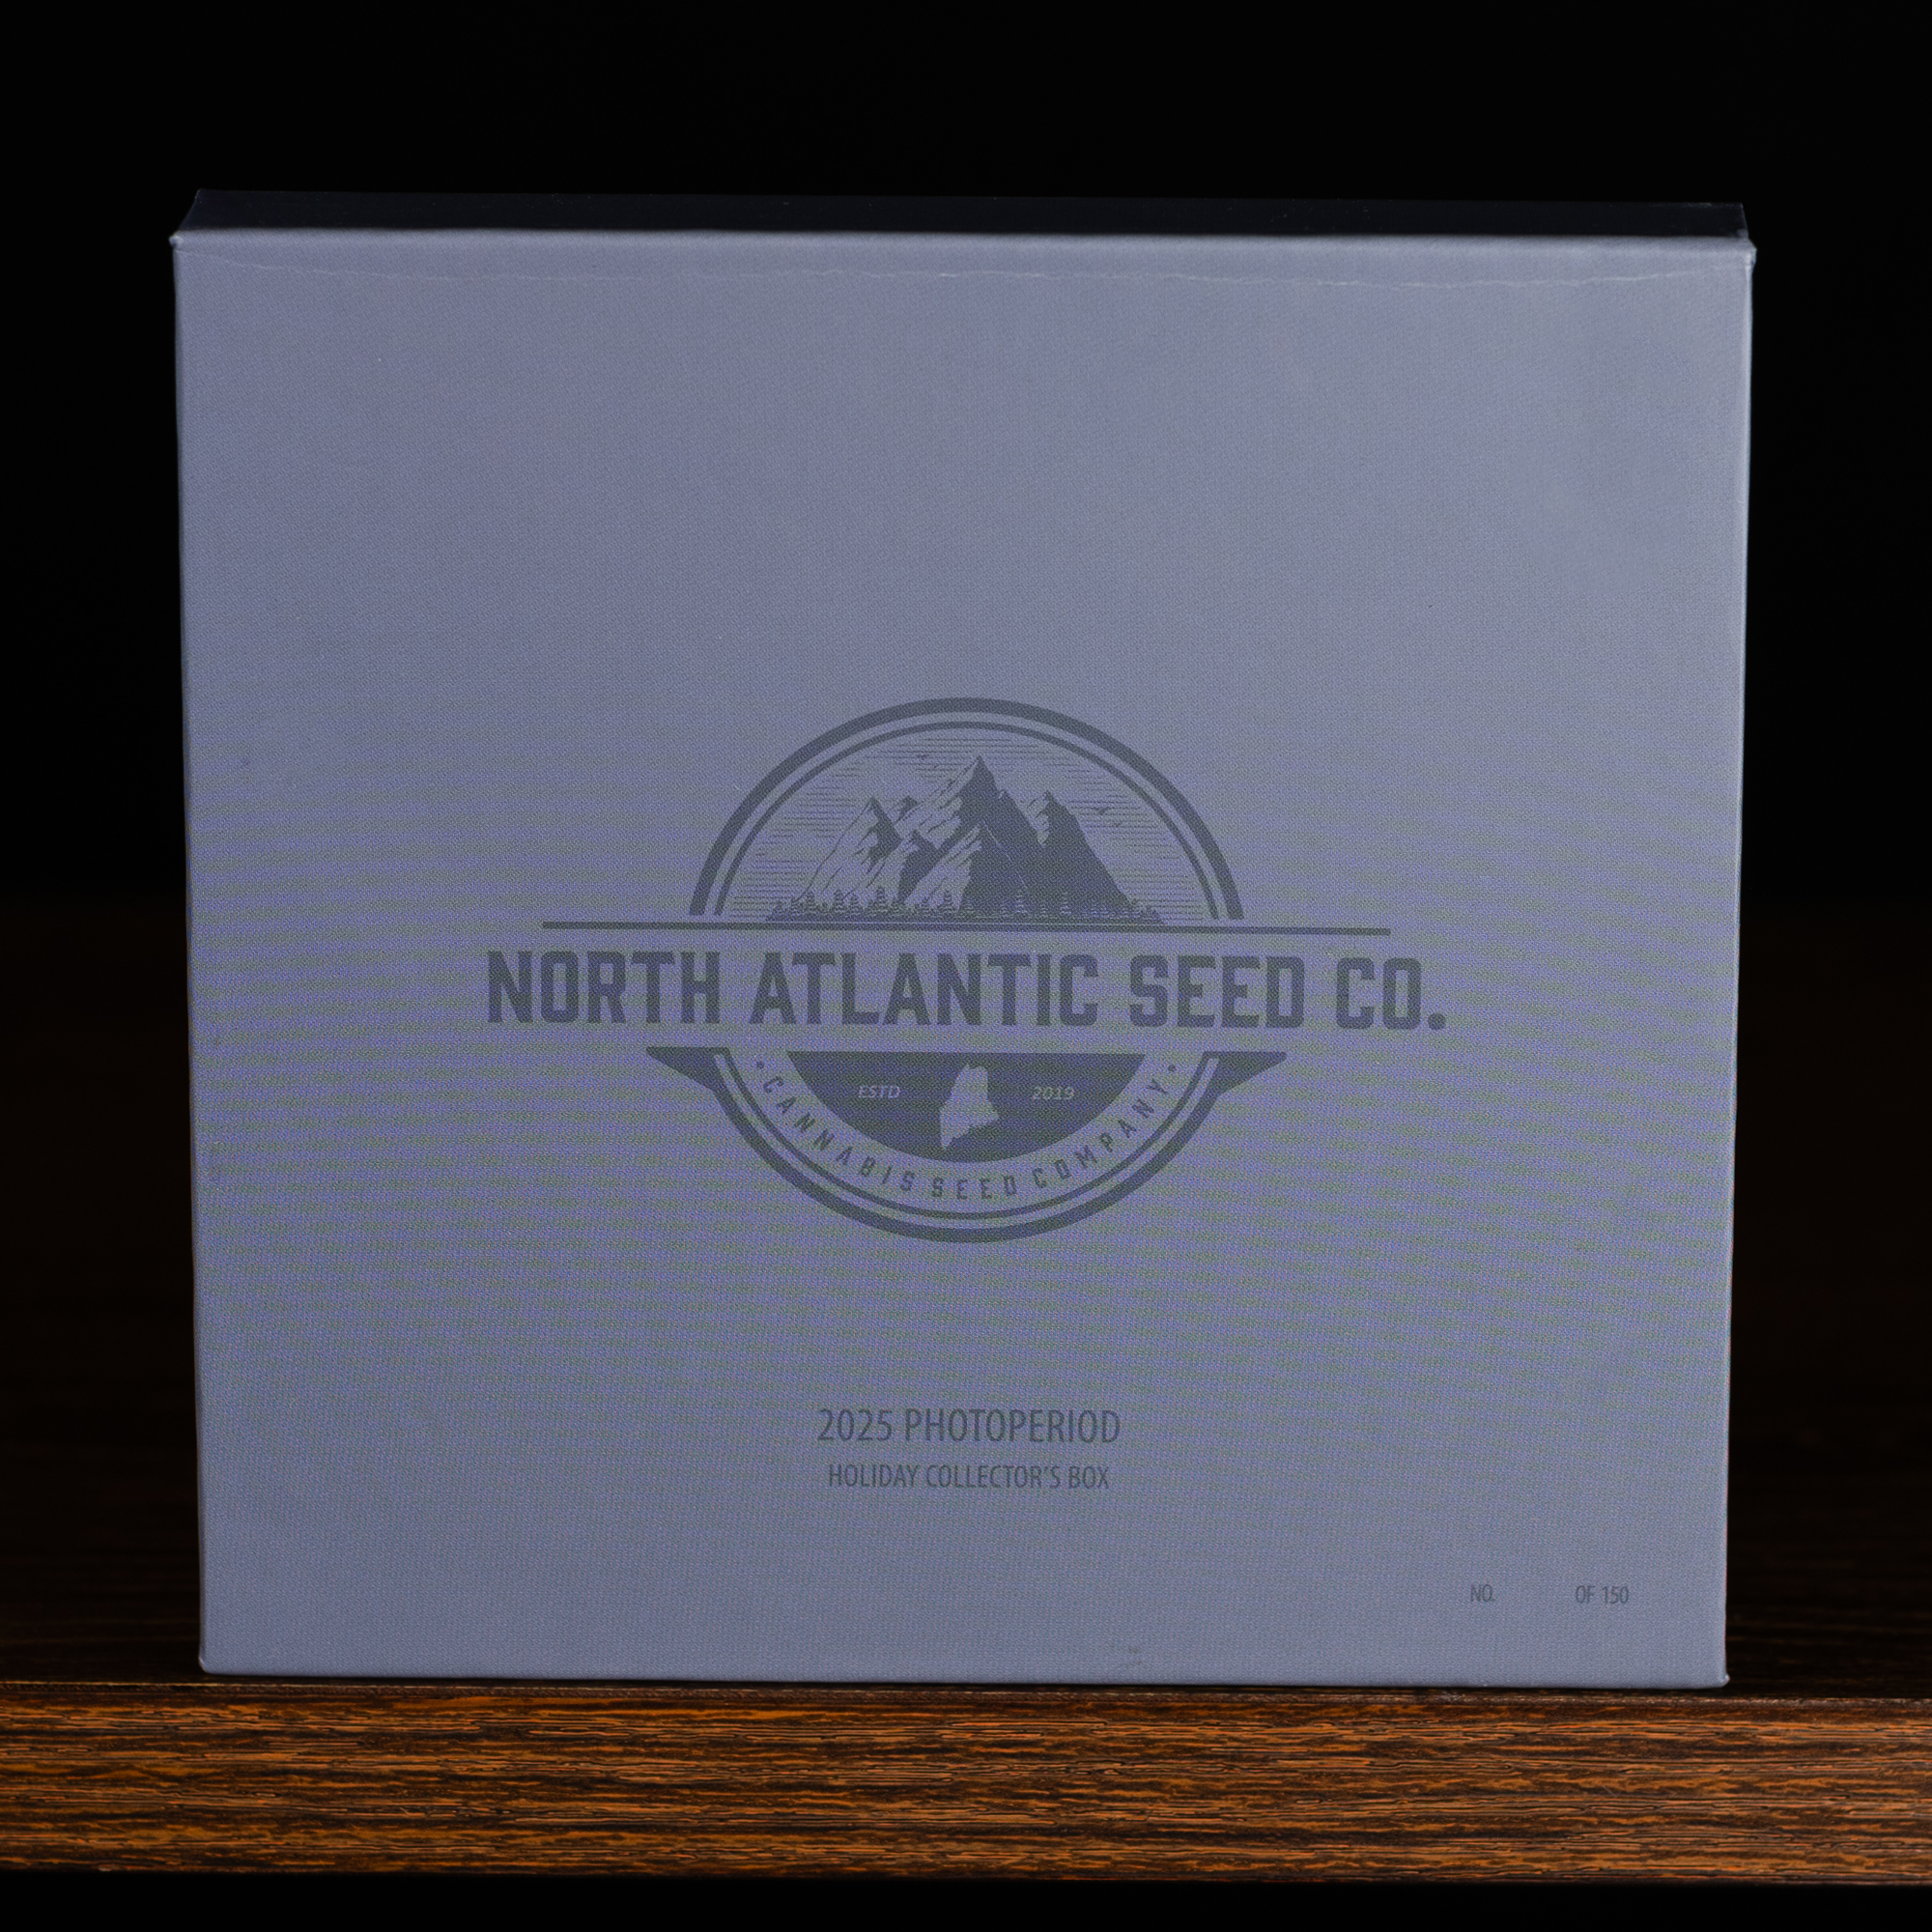 NORTH ATLANTIC SEED CO.
ESTD 2019
• CANNABIS SEED COMPANY •
2025 PHOTOPERIOD
HOLIDAY COLLECTOR'S BOX
NO. OF 150